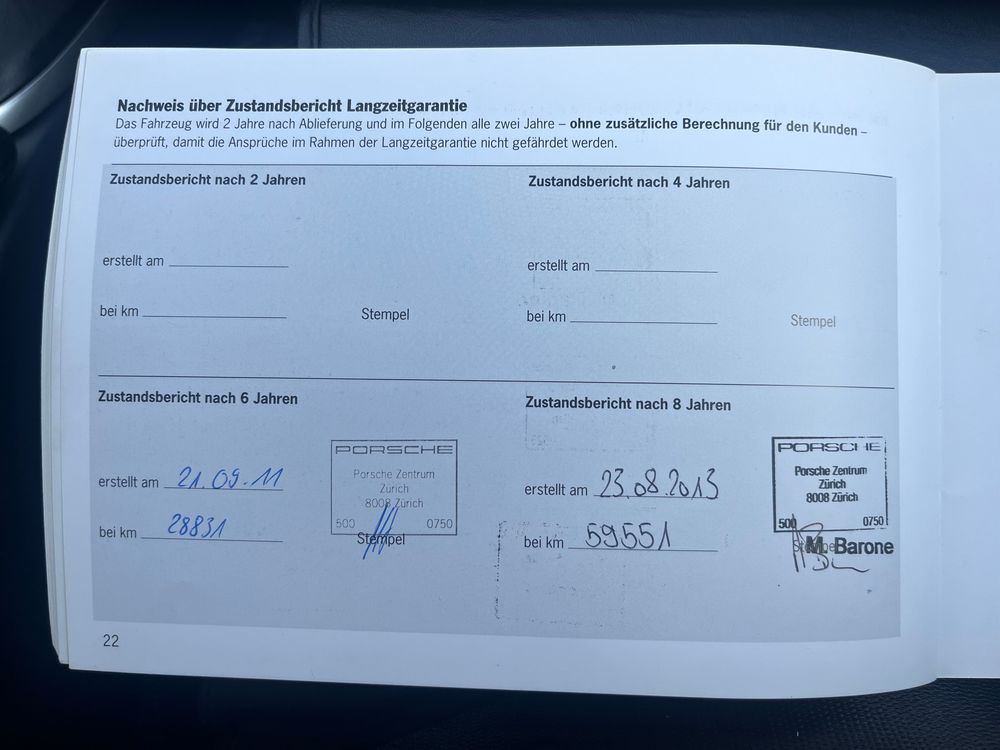 Nachweis über Zustandsbericht Langzeitgarantie
Das Fahrzeug wird 2 Jahre nach Ablieferung und im Folgenden alle zwei Jahre – ohne zusätzliche Berechnung für den Kunden –
überprüft, damit die Ansprüche im Rahmen der Langzeitgarantie nicht gefährdet werden.
Zustandsbericht nach 2 Jahren
erstellt am
bei km
Stempel
Zustandsbericht nach 4 Jahren
erstellt am
bei km
Stempel
Zustandsbericht nach 6 Jahren
erstellt am 21.09.11
bei km 28831
PORSCHE
Porsche Zentrum
Zürich
8008 Zürich
500 0750
Stempel
Zustandsbericht nach 8 Jahren
erstellt am 23.08.2013
bei km 59551
PORSCHE
Porsche Zentrum
Zürich
8008 Zürich
500 0750
M. Barone
22